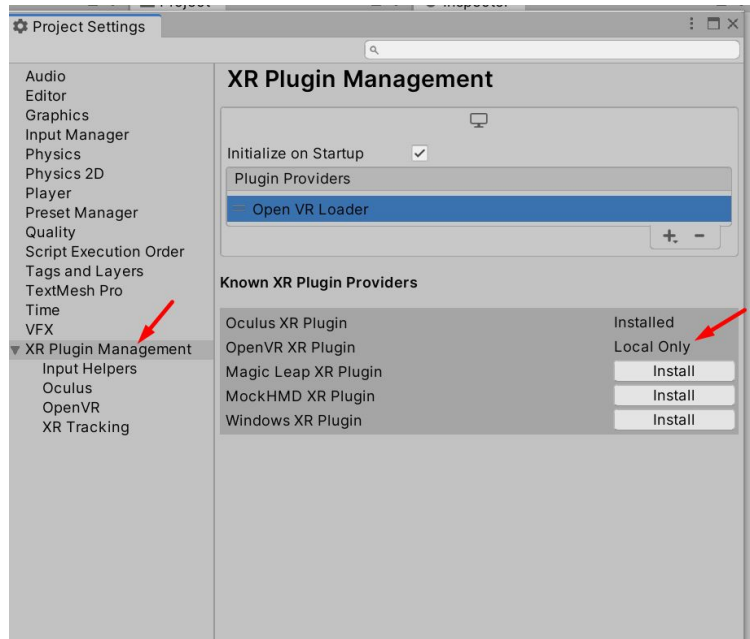 Project
Inspector
Project Settings
XR Plugin Management
Audio
Editor
Graphics
Input Manager
Physics
Physics 2D
Player
Preset Manager
Quality
Script Execution Order
Tags and Layers
TextMesh Pro
Time
VFX
XR Plugin Management
Input Helpers
Oculus
OpenVR
XR Tracking
Initialize on Startup
Plugin Providers
Open VR Loader
Known XR Plugin Providers
Oculus XR Plugin Installed
OpenVR XR Plugin Local Only
Magic Leap XR Plugin Install
MockHMD XR Plugin Install
Windows XR Plugin Install